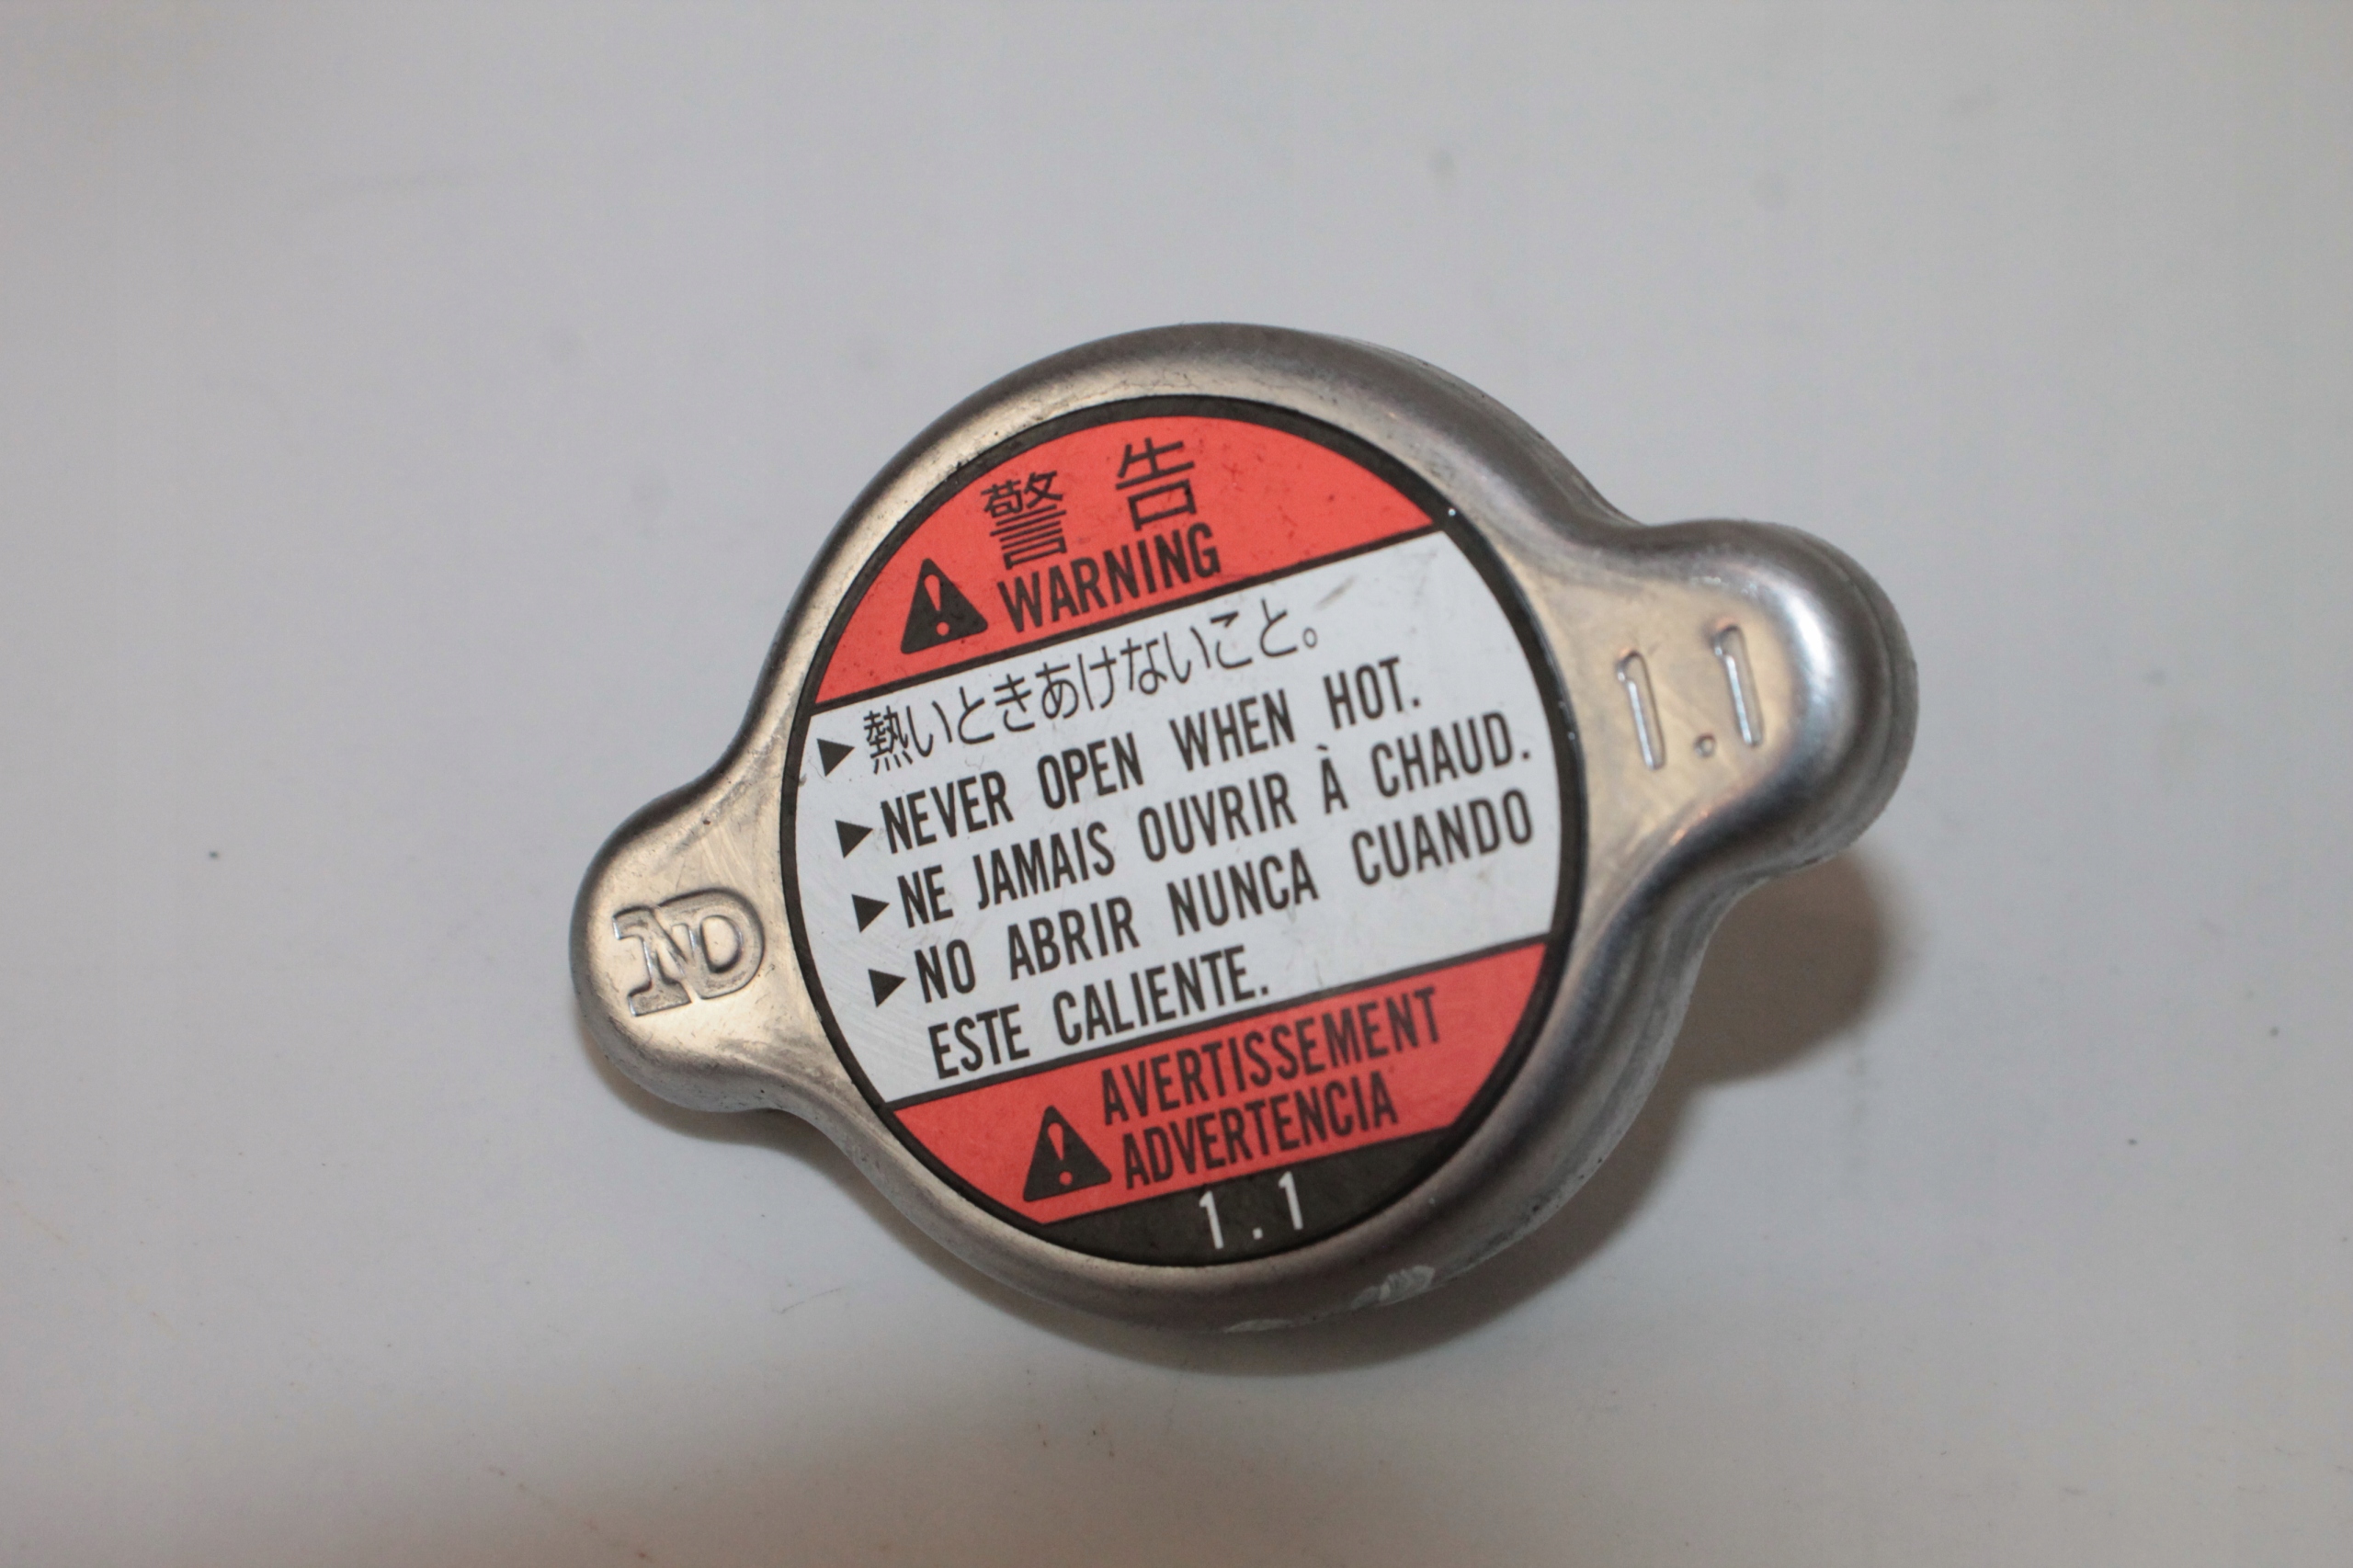 警告
WARNING
熱いときあけないこと。
NEVER OPEN WHEN HOT.
NE JAMAIS OUVRIR À CHAUD.
NO ABRIR NUNCA CUANDO
ESTE CALIENTE.
AVERTISSEMENT
ADVERTENCIA
1.1
ND
1.1